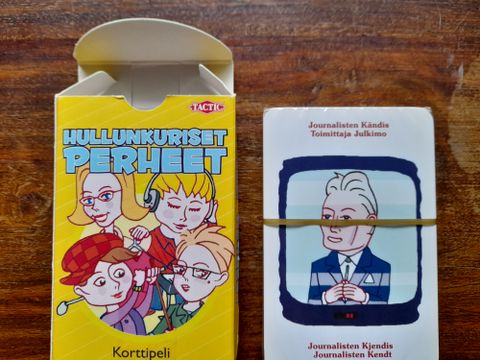 TACTIC
HULLUNKURISET
PERHEET
Korttipeli
Journalisten Kändis
Toimittaja Julkimo
Journalisten Kjendis
Journalisten Kendt